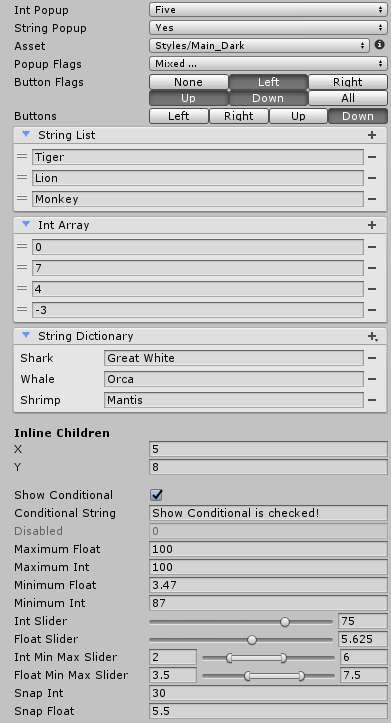 Int Popup Five
String Popup Yes
Asset Styles/Main_Dark
Popup Flags Mixed ...
Button Flags None Left Right
Up Down All
Buttons Left Right Up Down
String List
Tiger
Lion
Monkey
Int Array
0
7
4
-3
String Dictionary
Shark Great White
Whale Orca
Shrimp Mantis
Inline Children
X 5
Y 8
Show Conditional
Conditional String Show Conditional is checked!
Disabled 0
Maximum Float 100
Maximum Int 100
Minimum Float 3.47
Minimum Int 87
Int Slider 75
Float Slider 5.625
Int Min Max Slider 2 6
Float Min Max Slider 3.5 7.5
Snap Int 30
Snap Float 5.5